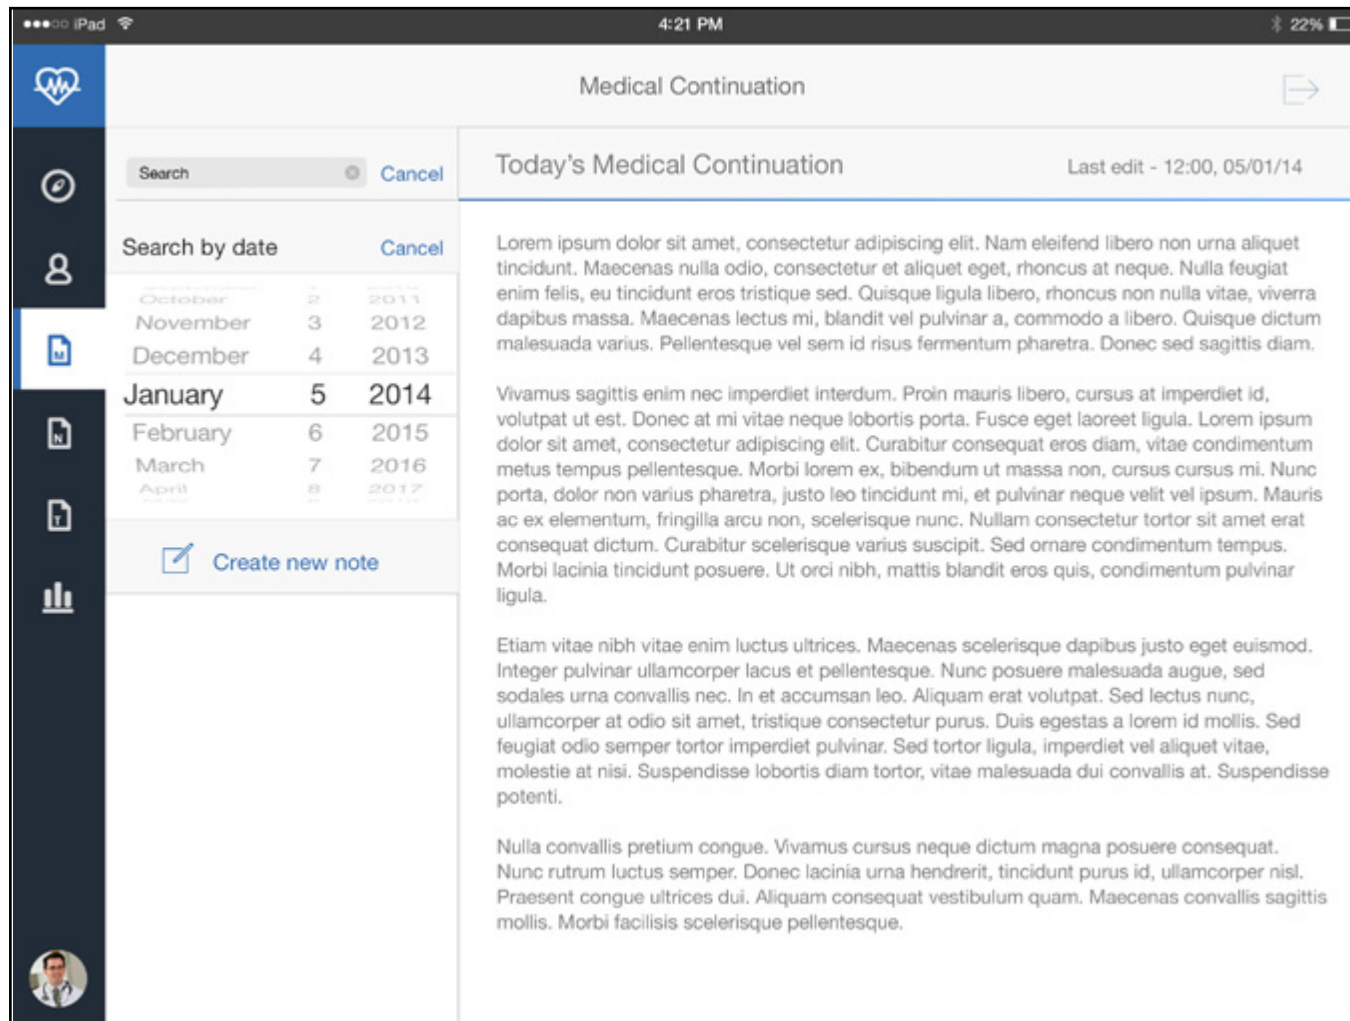 iPad
4:21 PM
22%
Medical Continuation
Search
Cancel
Today's Medical Continuation
Last edit - 12:00, 05/01/14
Search by date
Cancel
October 2 2011
November 3 2012
December 4 2013
January 5 2014
February 6 2015
March 7 2016
April 8 2017
Create new note
M
N
T
Lorem ipsum dolor sit amet, consectetur adipiscing elit. Nam eleifend libero non urna aliquet
tincidunt. Maecenas nulla odio, consectetur et aliquet eget, rhoncus at neque. Nulla feugiat
enim felis, eu tincidunt eros tristique sed. Quisque ligula libero, rhoncus non nulla vitae, viverra
dapibus massa. Maecenas lectus mi, blandit vel pulvinar a, commodo a libero. Quisque dictum
malesuada varius. Pellentesque vel sem id risus fermentum pharetra. Donec sed sagittis diam.
Vivamus sagittis enim nec imperdiet interdum. Proin mauris libero, cursus at imperdiet id,
volutpat ut est. Donec at mi vitae neque lobortis porta. Fusce eget laoreet ligula. Lorem ipsum
dolor sit amet, consectetur adipiscing elit. Curabitur consequat eros diam, vitae condimentum
metus tempus pellentesque. Morbi lorem ex, bibendum ut massa non, cursus cursus mi. Nunc
porta, dolor non varius pharetra, justo leo tincidunt mi, et pulvinar neque velit vel ipsum. Mauris
ac ex elementum, fringilla arcu non, scelerisque nunc. Nullam consectetur tortor sit amet erat
consequat dictum. Curabitur scelerisque varius suscipit. Sed ornare condimentum tempus.
Morbi lacinia tincidunt posuere. Ut orci nibh, mattis blandit eros quis, condimentum pulvinar
ligula.
Etiam vitae nibh vitae enim luctus ultrices. Maecenas scelerisque dapibus justo eget euismod.
Integer pulvinar ullamcorper lacus et pellentesque. Nunc posuere malesuada augue, sed
sodales urna convallis nec. In et accumsan leo. Aliquam erat volutpat. Sed lectus nunc,
ullamcorper at odio sit amet, tristique consectetur purus. Duis egestas a lorem id mollis. Sed
feugiat odio semper tortor imperdiet pulvinar. Sed tortor ligula, imperdiet vel aliquet vitae,
molestie at nisi. Suspendisse lobortis diam tortor, vitae malesuada dui convallis at. Suspendisse
potenti.
Nulla convallis pretium congue. Vivamus cursus neque dictum magna posuere consequat.
Nunc rutrum luctus semper. Donec lacinia urna hendrerit, tincidunt purus id, ullamcorper nisl.
Praesent congue ultrices dui. Aliquam consequat vestibulum quam. Maecenas convallis sagittis
mollis. Morbi facilisis scelerisque pellentesque.